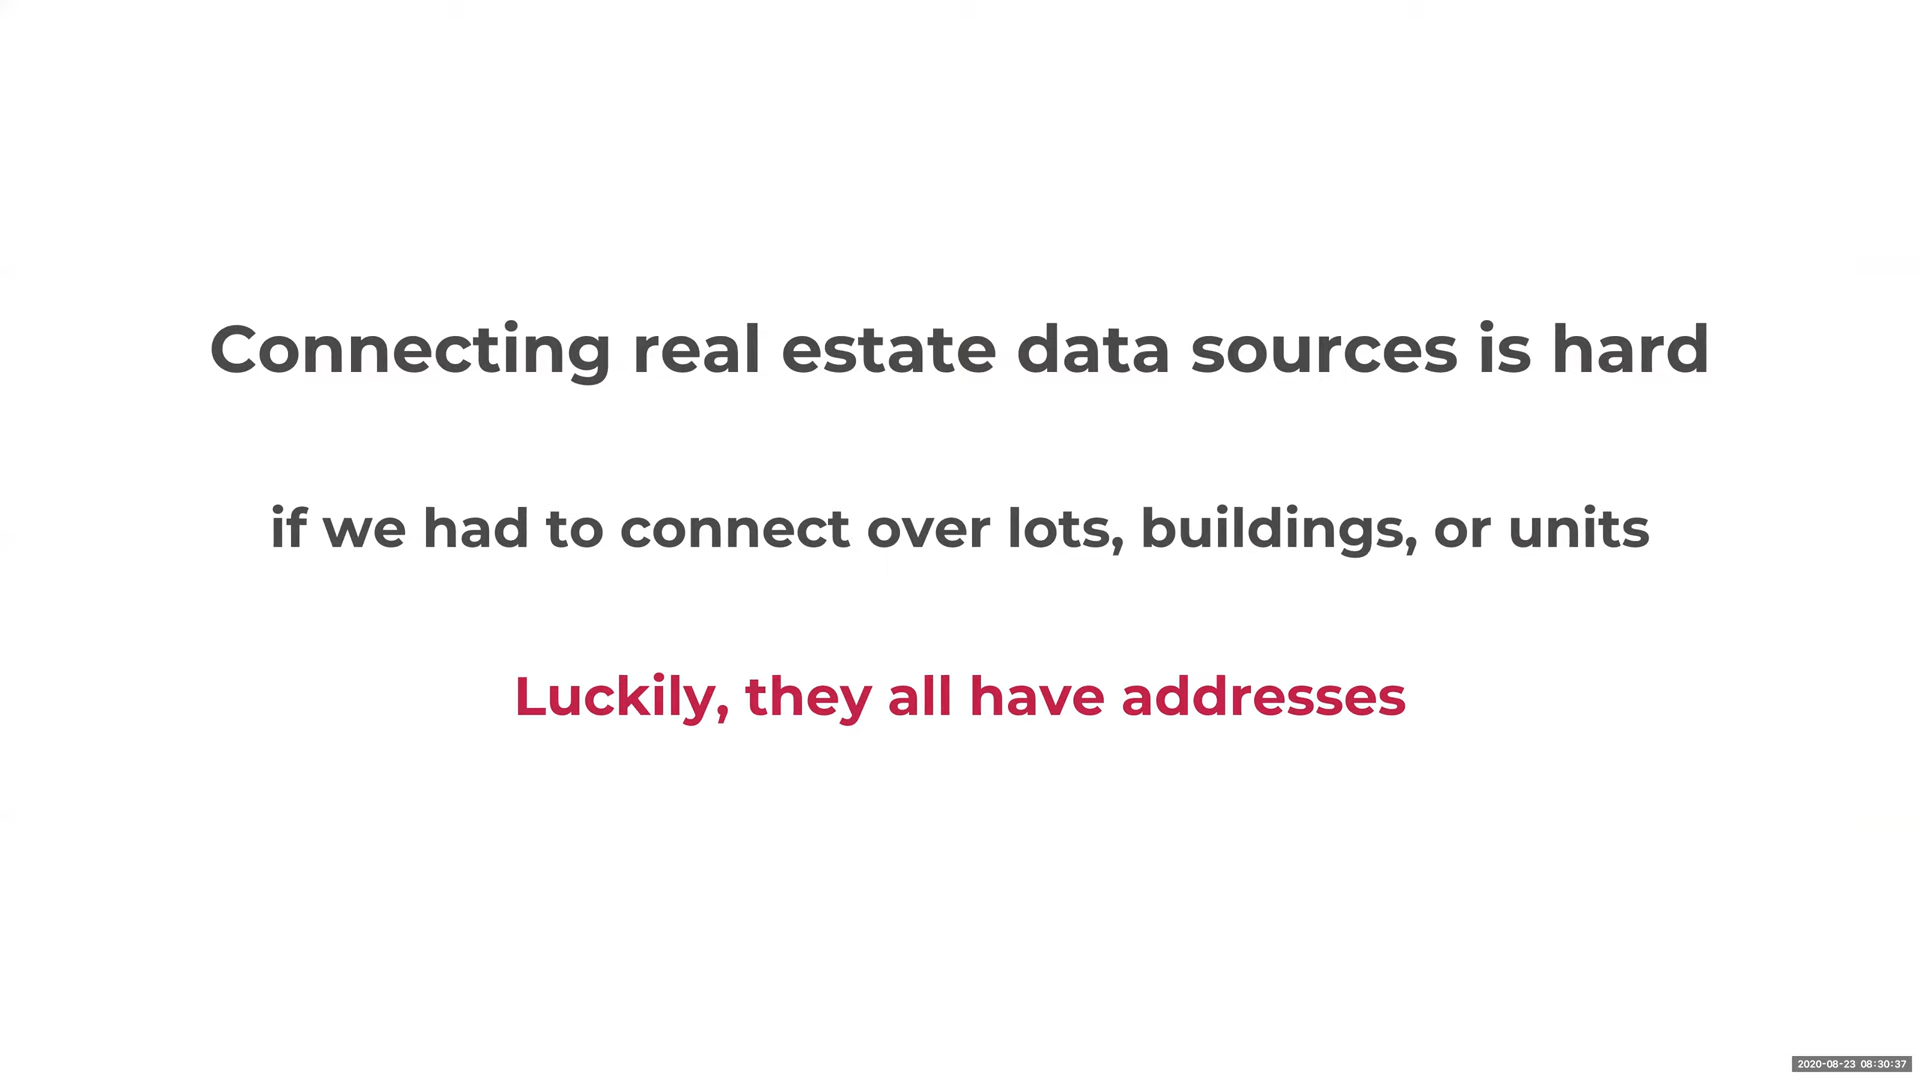 Connecting real estate data sources is hard
if we had to connect over lots, buildings, or units
Luckily, they all have addresses
2020-08-23 08:30:37